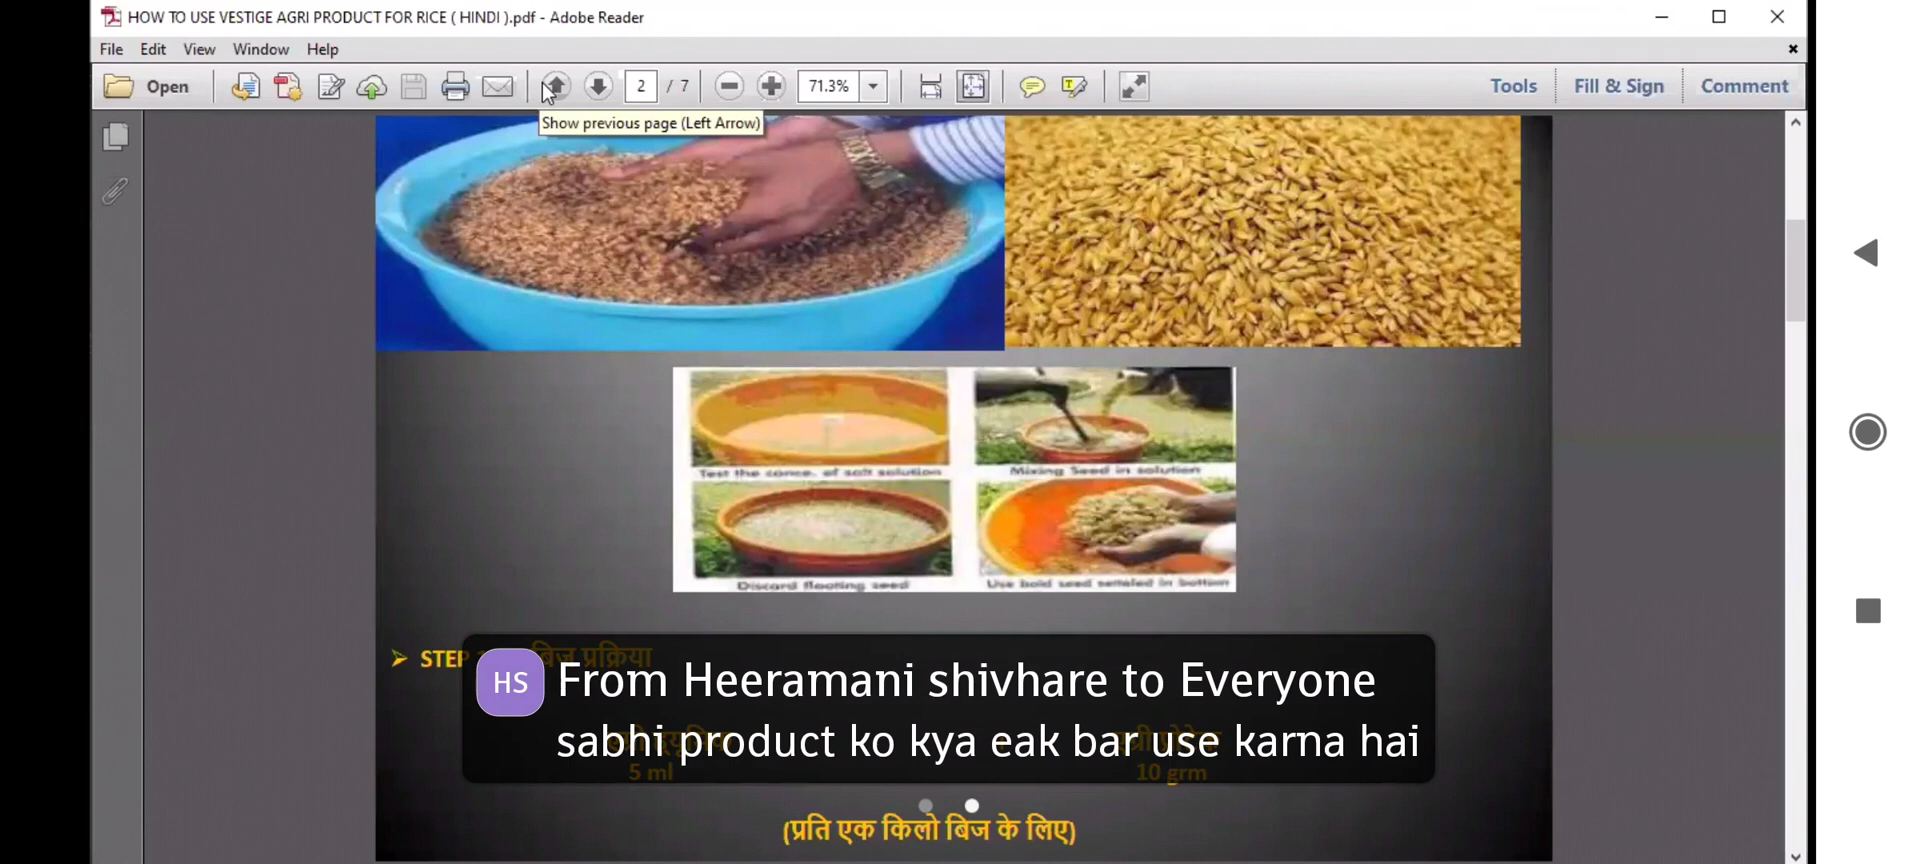 HOW TO USE VESTIGE AGRI PRODUCT FOR RICE ( HINDI ).pdf - Adobe Reader
File Edit View Window Help
Open 2 / 7 71.3% Tools Fill & Sign Comment
Show previous page (Left Arrow)
Test the conce. of salt solution
Mixing Seed in solution
Discard floating seed
Use bold seed setteled in bottom
STEP बिज प्रक्रिया
HS From Heeramani shivhare to Everyone
sabhi product ko kya eak bar use karna hai
5 ml 10 grm
(प्रति एक किलो बिज के लिए)